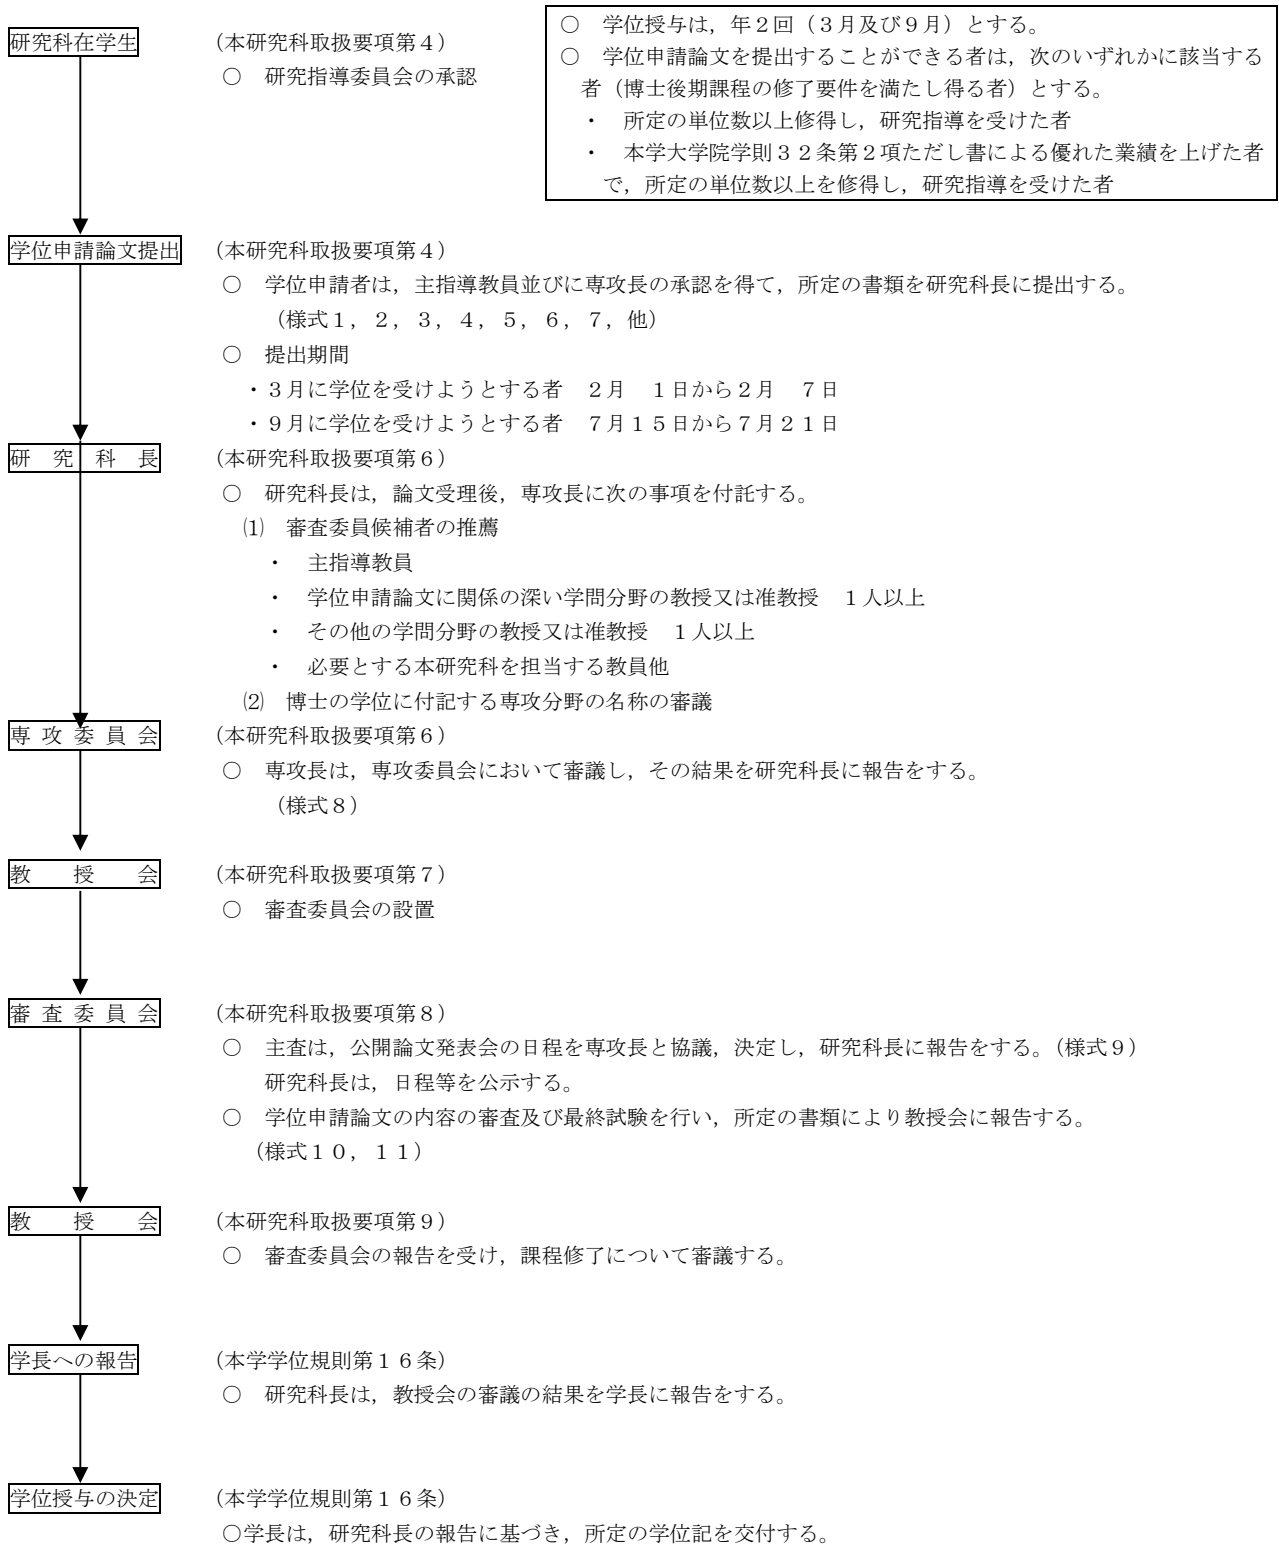 研究科在学生　（本研究科取扱要項第４）
○　研究指導委員会の承認
○　学位授与は，年２回（３月及び９月）とする。
○　学位申請論文を提出することができる者は，次のいずれかに該当する
者（博士後期課程の修了要件を満たし得る者）とする。
・　所定の単位数以上修得し，研究指導を受けた者
・　本学大学院学則３２条第２項ただし書による優れた業績を上げた者
で，所定の単位数以上を修得し，研究指導を受けた者
学位申請論文提出　（本研究科取扱要項第４）
○　学位申請者は，主指導教員並びに専攻長の承認を得て，所定の書類を研究科長に提出する。
（様式１，２，３，４，５，６，７，他）
○　提出期間
・３月に学位を受けようとする者　２月　１日から２月　７日
・９月に学位を受けようとする者　７月１５日から７月２１日
研　究　科　長　（本研究科取扱要項第６）
○　研究科長は，論文受理後，専攻長に次の事項を付託する。
⑴　審査委員候補者の推薦
・　主指導教員
・　学位申請論文に関係の深い学問分野の教授又は准教授　１人以上
・　その他の学問分野の教授又は准教授　１人以上
・　必要とする本研究科を担当する教員他
⑵　博士の学位に付記する専攻分野の名称の審議
専 攻 委 員 会　（本研究科取扱要項第６）
○　専攻長は，専攻委員会において審議し，その結果を研究科長に報告をする。
（様式８）
教　　授　　会　（本研究科取扱要項第７）
○　審査委員会の設置
審 査 委 員 会　（本研究科取扱要項第８）
○　主査は，公開論文発表会の日程を専攻長と協議，決定し，研究科長に報告をする。（様式９）
研究科長は，日程等を公示する。
○　学位申請論文の内容の審査及び最終試験を行い，所定の書類により教授会に報告する。
（様式１０，１１）
教　　授　　会　（本研究科取扱要項第９）
○　審査委員会の報告を受け，課程修了について審議する。
学長への報告　（本学学位規則第１６条）
○　研究科長は，教授会の審議の結果を学長に報告をする。
学位授与の決定　（本学学位規則第１６条）
○学長は，研究科長の報告に基づき，所定の学位記を交付する。